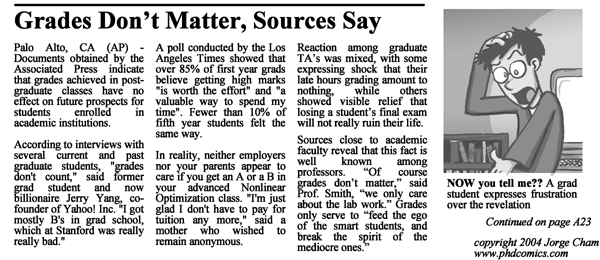 Grades Don't Matter, Sources Say
Palo Alto, CA (AP) -
Documents obtained by the
Associated Press indicate
that grades achieved in post-
graduate classes have no
effect on future prospects for
students enrolled in
academic institutions.
According to interviews with
several current and past
graduate students, "grades
don't count," said former
grad student and now
billionaire Jerry Yang, co-
founder of Yahoo! Inc. "I got
mostly B's in grad school,
which at Stanford was really
really bad."
A poll conducted by the Los
Angeles Times showed that
over 85% of first year grads
believe getting high marks
"is worth the effort" and "a
valuable way to spend my
time". Fewer than 10% of
fifth year students felt the
same way.
In reality, neither employers
nor your parents appear to
care if you get an A or a B in
your advanced Nonlinear
Optimization class. "I'm just
glad I don't have to pay for
tuition any more," said a
mother who wished to
remain anonymous.
Reaction among graduate
TA's was mixed, with some
expressing shock that their
late hours grading amount to
nothing, while others
showed visible relief that
losing a student's final exam
will not really ruin their life.
Sources close to academic
faculty reveal that this fact is
well known among
professors. "Of course
grades don't matter," said
Prof. Smith, "we only care
about the lab work." Grades
only serve to "feed the ego
of the smart students, and
break the spirit of the
mediocre ones."
NOW you tell me?? A grad
student expresses frustration
over the revelation
Continued on page A23
copyright 2004 Jorge Cham
www.phdcomics.com